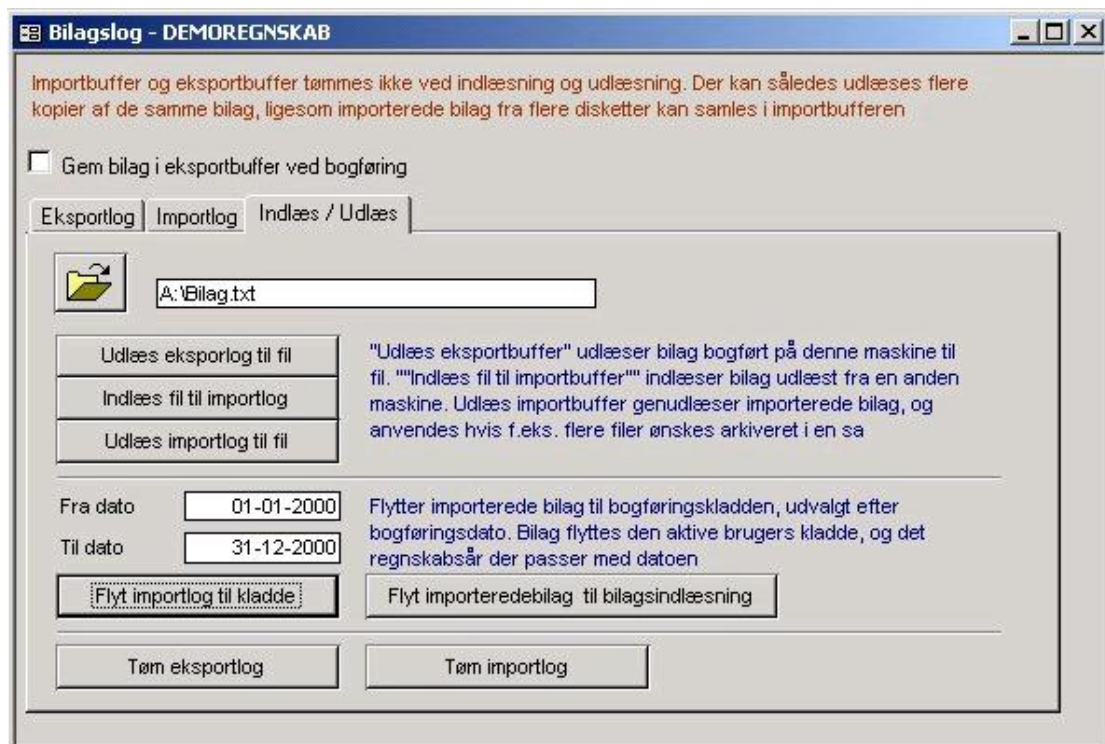 Bilagslog - DEMOREGNSKAB
Importbuffer og eksportbuffer tømmes ikke ved indlæsning og udlæsning. Der kan således udlæses flere
kopier af de samme bilag, ligesom importerede bilag fra flere disketter kan samles i importbufferen
Gem bilag i eksportbuffer ved bogføring
Eksportlog Importlog Indlæs / Udlæs
A:\Bilag.txt
Udlæs eksporlog til fil
Indlæs fil til importlog
Udlæs importlog til fil
"Udlæs eksportbuffer" udlæser bilag bogført på denne maskine til
fil. ""Indlæs fil til importbuffer"" indlæser bilag udlæst fra en anden
maskine. Udlæs importbuffer genudlæser importerede bilag, og
anvendes hvis f.eks. flere filer ønskes arkiveret i en sa
Fra dato 01-01-2000
Til dato 31-12-2000
Flytter importerede bilag til bogføringskladden, udvalgt efter
bogføringsdato. Bilag flyttes den aktive brugers kladde, og det
regnskabsår der passer med datoen
Flyt importlog til kladde
Flyt importeredebilag til bilagsindlæsning
Tøm eksportlog
Tøm importlog